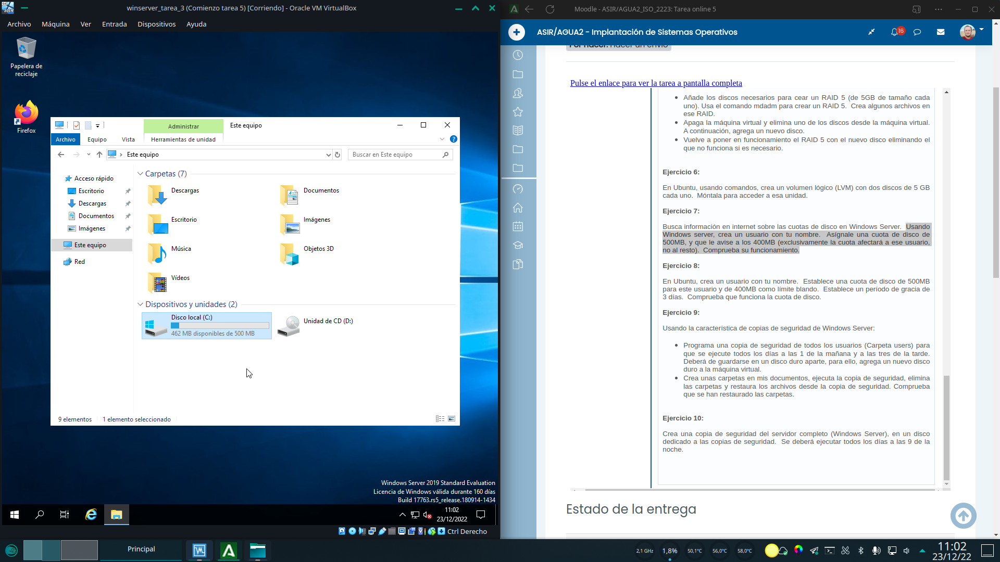 winserver_tarea_3 (Comienzo tarea 5) [Corriendo] - Oracle VM VirtualBox
Archivo Máquina Ver Entrada Dispositivos Ayuda
Papelera de
reciclaje
Firefox
Administrar
Este equipo
Archivo Equipo Vista Herramientas de unidad
Este equipo
Buscar en Este equipo
Acceso rápido
Escritorio
Descargas
Documentos
Imágenes
Este equipo
Red
Carpetas (7)
Descargas
Documentos
Escritorio
Imágenes
Música
Objetos 3D
Vídeos
Dispositivos y unidades (2)
Disco local (C:)
462 MB disponibles de 500 MB
Unidad de CD (D:)
9 elementos 1 elemento seleccionado
Windows Server 2019 Standard Evaluation
Licencia de Windows válida durante 160 días
Build 17763.rs5_release.180914-1434
11:02
23/12/2022
Ctrl Derecho
Moodle - ASIR/AGUA2_ISO_2223: Tarea online 5
ASIR/AGUA2 - Implantación de Sistemas Operativos
16
Por hacer: Hacer un envío
Pulse el enlace para ver la tarea a pantalla completa
Añade los discos necesarios para cear un RAID 5 (de 5GB de tamaño cada
uno). Usa el comando mdadm para crear un RAID 5. Crea algunos archivos en
ese RAID.
Apaga la máquina virtual y elimina uno de los discos desde la máquina virtual.
A continuación, agrega un nuevo disco.
Vuelve a poner en funcionamiento el RAID 5 con el nuevo disco eliminando el
que no funciona si es necesario.
Ejercicio 6:
En Ubuntu, usando comandos, crea un volumen lógico (LVM) con dos discos de 5 GB
cada uno. Móntala para acceder a esa unidad.
Ejercicio 7:
Busca información en internet sobre las cuotas de disco en Windows Server. Usando
Windows server, crea un usuario con tu nombre. Asígnale una cuota de disco de
500MB, y que le avise a los 400MB (exclusivamente la cuota afectará a ese usuario,
no al resto). Comprueba su funcionamiento.
Ejercicio 8:
En Ubuntu, crea un usuario con tu nombre. Establece una cuota de disco de 500MB
para este usuario y de 400MB como límite blando. Establece un período de gracia de
3 días. Comprueba que funciona la cuota de disco.
Ejercicio 9:
Usando la característica de copias de seguridad de Windows Server:
Programa una copia de seguridad de todos los usuarios (Carpeta users) para
que se ejecute todos los días a las 1 de la mañana y a las tres de la tarde.
Deberá de guardarse en un disco duro aparte, para ello, agrega un nuevo disco
duro a la máquina virtual.
Crea unas carpetas en mis documentos, ejecuta la copia de seguridad, elimina
las carpetas y restaura los archivos desde la copia de seguridad. Comprueba
que se han restaurado las carpetas.
Ejercicio 10:
Crea una copia de seguridad del servidor completo (Windows Server), en un disco
dedicado a las copias de seguridad. Se deberá ejecutar todos los días a las 9 de la
noche.
Estado de la entrega
Principal
2,1 GHz 1,8% 50,1°C 56,0°C 58,0°C
11:02
23/12/22